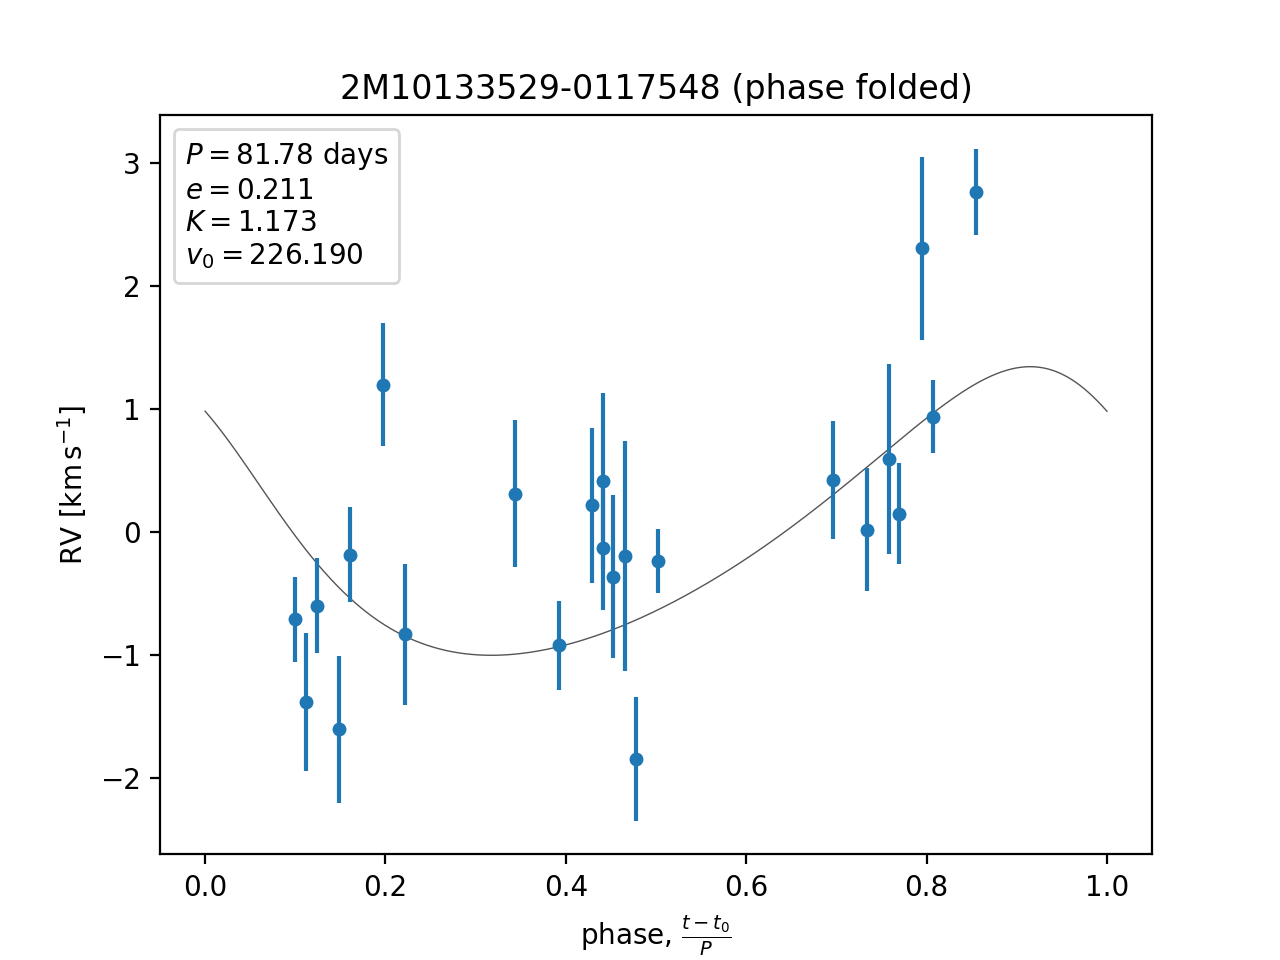 2M10133529-0117548 (phase folded)
P = 81.78 days
e = 0.211
K = 1.173
v₀ = 226.190
3
2
1
0
−1
−2
RV [km s⁻¹]
0.0 0.2 0.4 0.6 0.8 1.0
phase, (t − t₀)/P